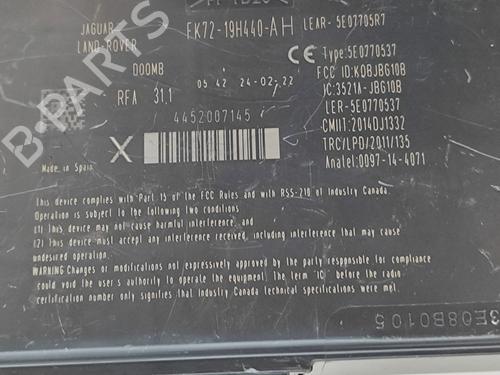 JAGUAR FK72-19H440-AH LEAR- 5E07705R7
LAND-ROVER
CE Type:5E0770537
DOOMB FCC ID:KOBJBG10B
05 42 24-02-22 IC:3521A-JBG10B
RFA 31.1 LER-5E0770537
4452007145 CMIIT:2014DJ1332
X TRC/LPD/2011/135
Made in Spain Anatel:0097-14-4071
This device complies with Part 15 of the FCC Rules and with RSS-210 of Industry Canada.
Operation is subject to the following two conditions
(1) This device may not cause harmful interference, and
(2) This device must accept any interference received, including interference that may cause
undesired operation.
WARNING Changes or modifications not expressively approved by the party responsible for compliance
could void the user's authority to operate the equipment. The term "IC" before the radio
certification number only signifies that Industry Canada technical specifications were met.
3E08B0105